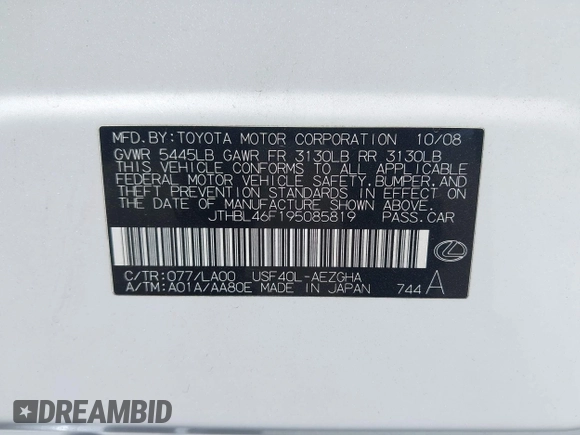 MFD.BY:TOYOTA MOTOR CORPORATION 10/08
GVWR 5445LB GAWR FR 3130LB RR 3130LB
THIS VEHICLE CONFORMS TO ALL APPLICABLE
FEDERAL MOTOR VEHICLE SAFETY,BUMPER,AND
THEFT PREVENTION STANDARDS IN EFFECT ON
THE DATE OF MANUFACTURE SHOWN ABOVE.
JTHBL46F195085819 PASS.CAR
C/TR:077/LA00 USF40L-AEZGHA
A/TM:A01A/AA80E MADE IN JAPAN 744 A
DREAMBID